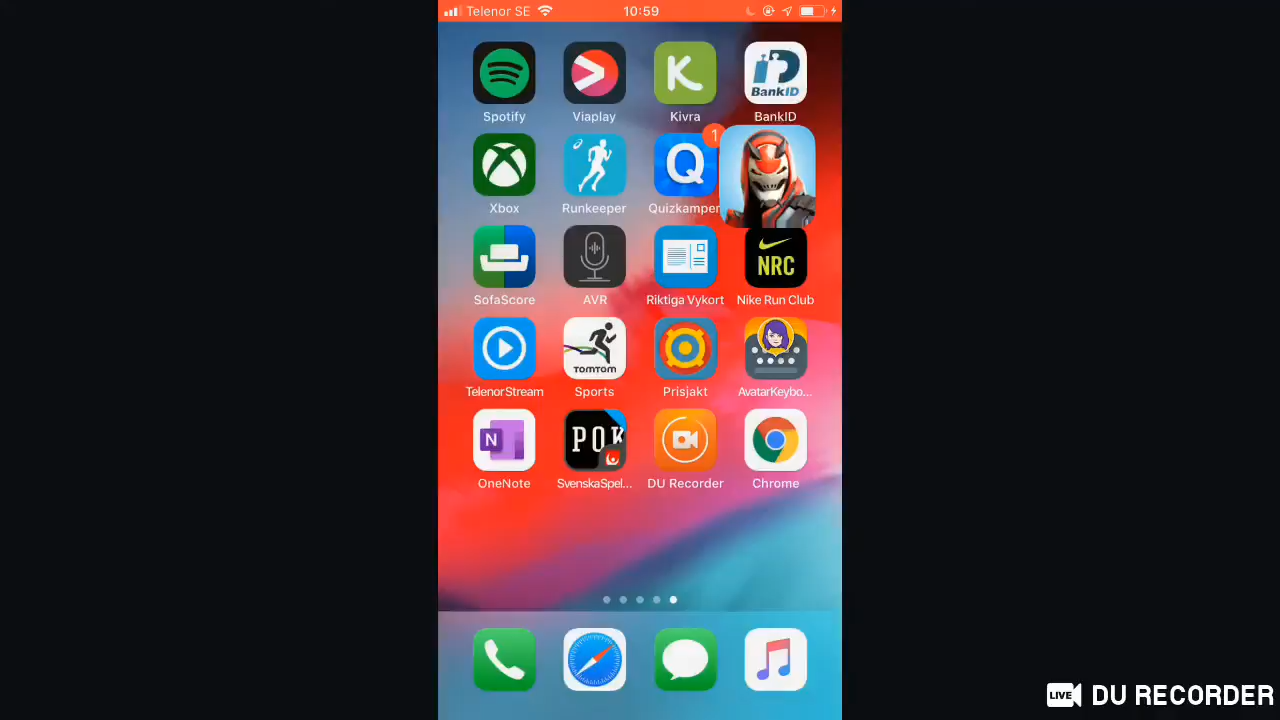 Telenor SE 10:59
Spotify Viaplay Kivra BankID
BankID
1
Xbox Runkeeper Quizkampen
Q
K
NRC
SofaScore AVR Riktiga Vykort Nike Run Club
TOMTOM
TelenorStream Sports Prisjakt AvatarKeybo...
N POK
OneNote SvenskaSpel... DU Recorder Chrome
LIVE DU RECORDER